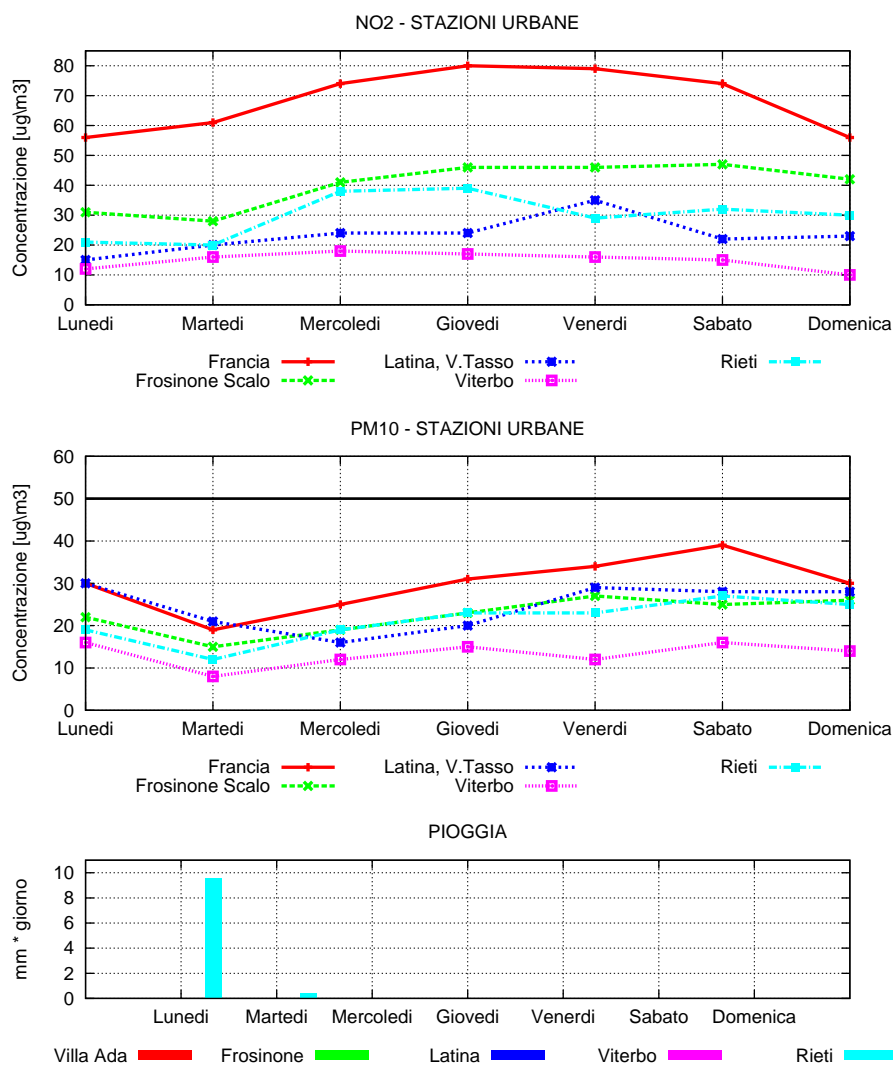 NO2 - STAZIONI URBANE
Concentrazione [ug\m3]
80
70
60
50
40
30
20
10
0
Lunedi Martedi Mercoledi Giovedi Venerdi Sabato Domenica
Francia Latina, V.Tasso Rieti
Frosinone Scalo Viterbo
PM10 - STAZIONI URBANE
Concentrazione [ug\m3]
60
50
40
30
20
10
0
Lunedi Martedi Mercoledi Giovedi Venerdi Sabato Domenica
Francia Latina, V.Tasso Rieti
Frosinone Scalo Viterbo
PIOGGIA
mm * giorno
10
8
6
4
2
0
Lunedi Martedi Mercoledi Giovedi Venerdi Sabato Domenica
Villa Ada Frosinone Latina Viterbo Rieti